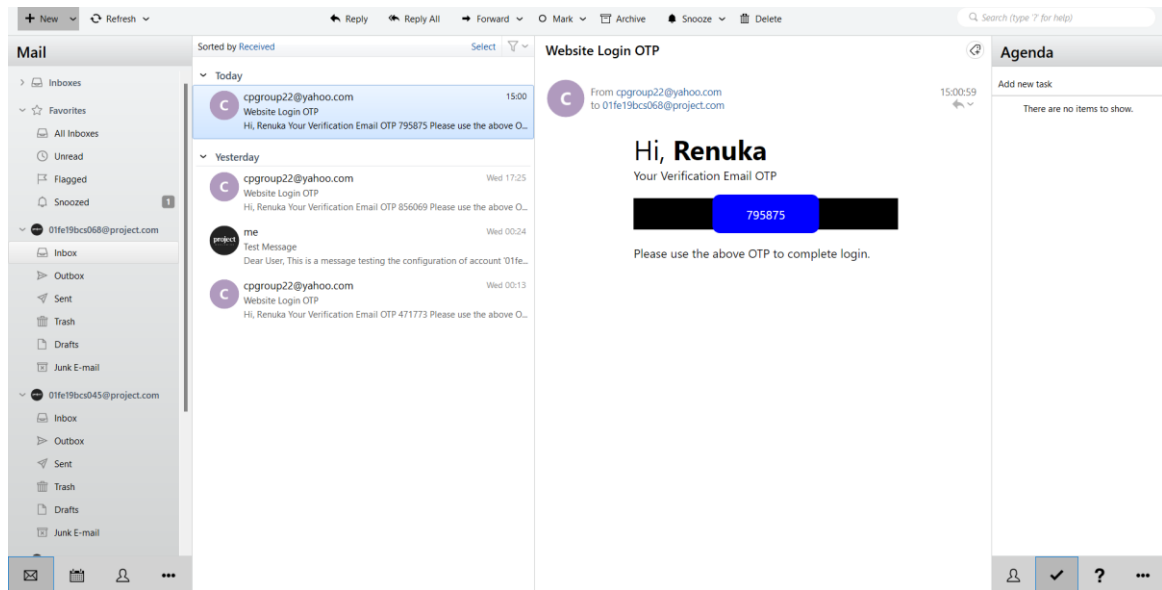 New Refresh Reply Reply All Forward Mark Archive Snooze Delete Search (type '?' for help)
Mail
Inboxes
Favorites
All Inboxes
Unread
Flagged
Snoozed 1
01fe19bcs068@project.com
Inbox
Outbox
Sent
Trash
Drafts
Junk E-mail
01fe19bcs045@project.com
Inbox
Outbox
Sent
Trash
Drafts
Junk E-mail
Sorted by Received Select
Today
C
cpgroup22@yahoo.com 15:00
Website Login OTP
Hi, Renuka Your Verification Email OTP 795875 Please use the above O...
Yesterday
C
cpgroup22@yahoo.com Wed 17:25
Website Login OTP
Hi, Renuka Your Verification Email OTP 856069 Please use the above O...
project
me Wed 00:24
Test Message
Dear User, This is a message testing the configuration of account '01fe...
C
cpgroup22@yahoo.com Wed 00:13
Website Login OTP
Hi, Renuka Your Verification Email OTP 471773 Please use the above O...
Website Login OTP
C
From cpgroup22@yahoo.com 15:00:59
to 01fe19bcs068@project.com
Hi, Renuka
Your Verification Email OTP
795875
Please use the above OTP to complete login.
Agenda
Add new task
There are no items to show.
?